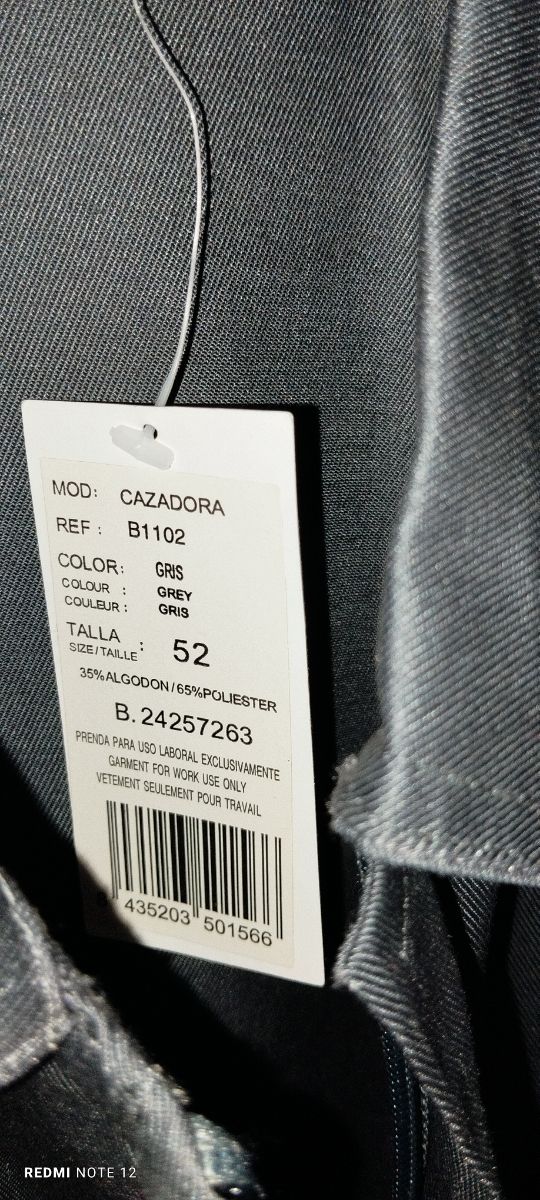 MOD: CAZADORA
REF : B1102
COLOR: GRIS
COLOUR : GREY
COULEUR : GRIS
TALLA : 52
SIZE/TAILLE
35%ALGODON/65%POLIESTER
B.24257263
PRENDA PARA USO LABORAL EXCLUSIVAMENTE
GARMENT FOR WORK USE ONLY
VETEMENT SEULEMENT POUR TRAVAIL
8 435203 501566
REDMI NOTE 12